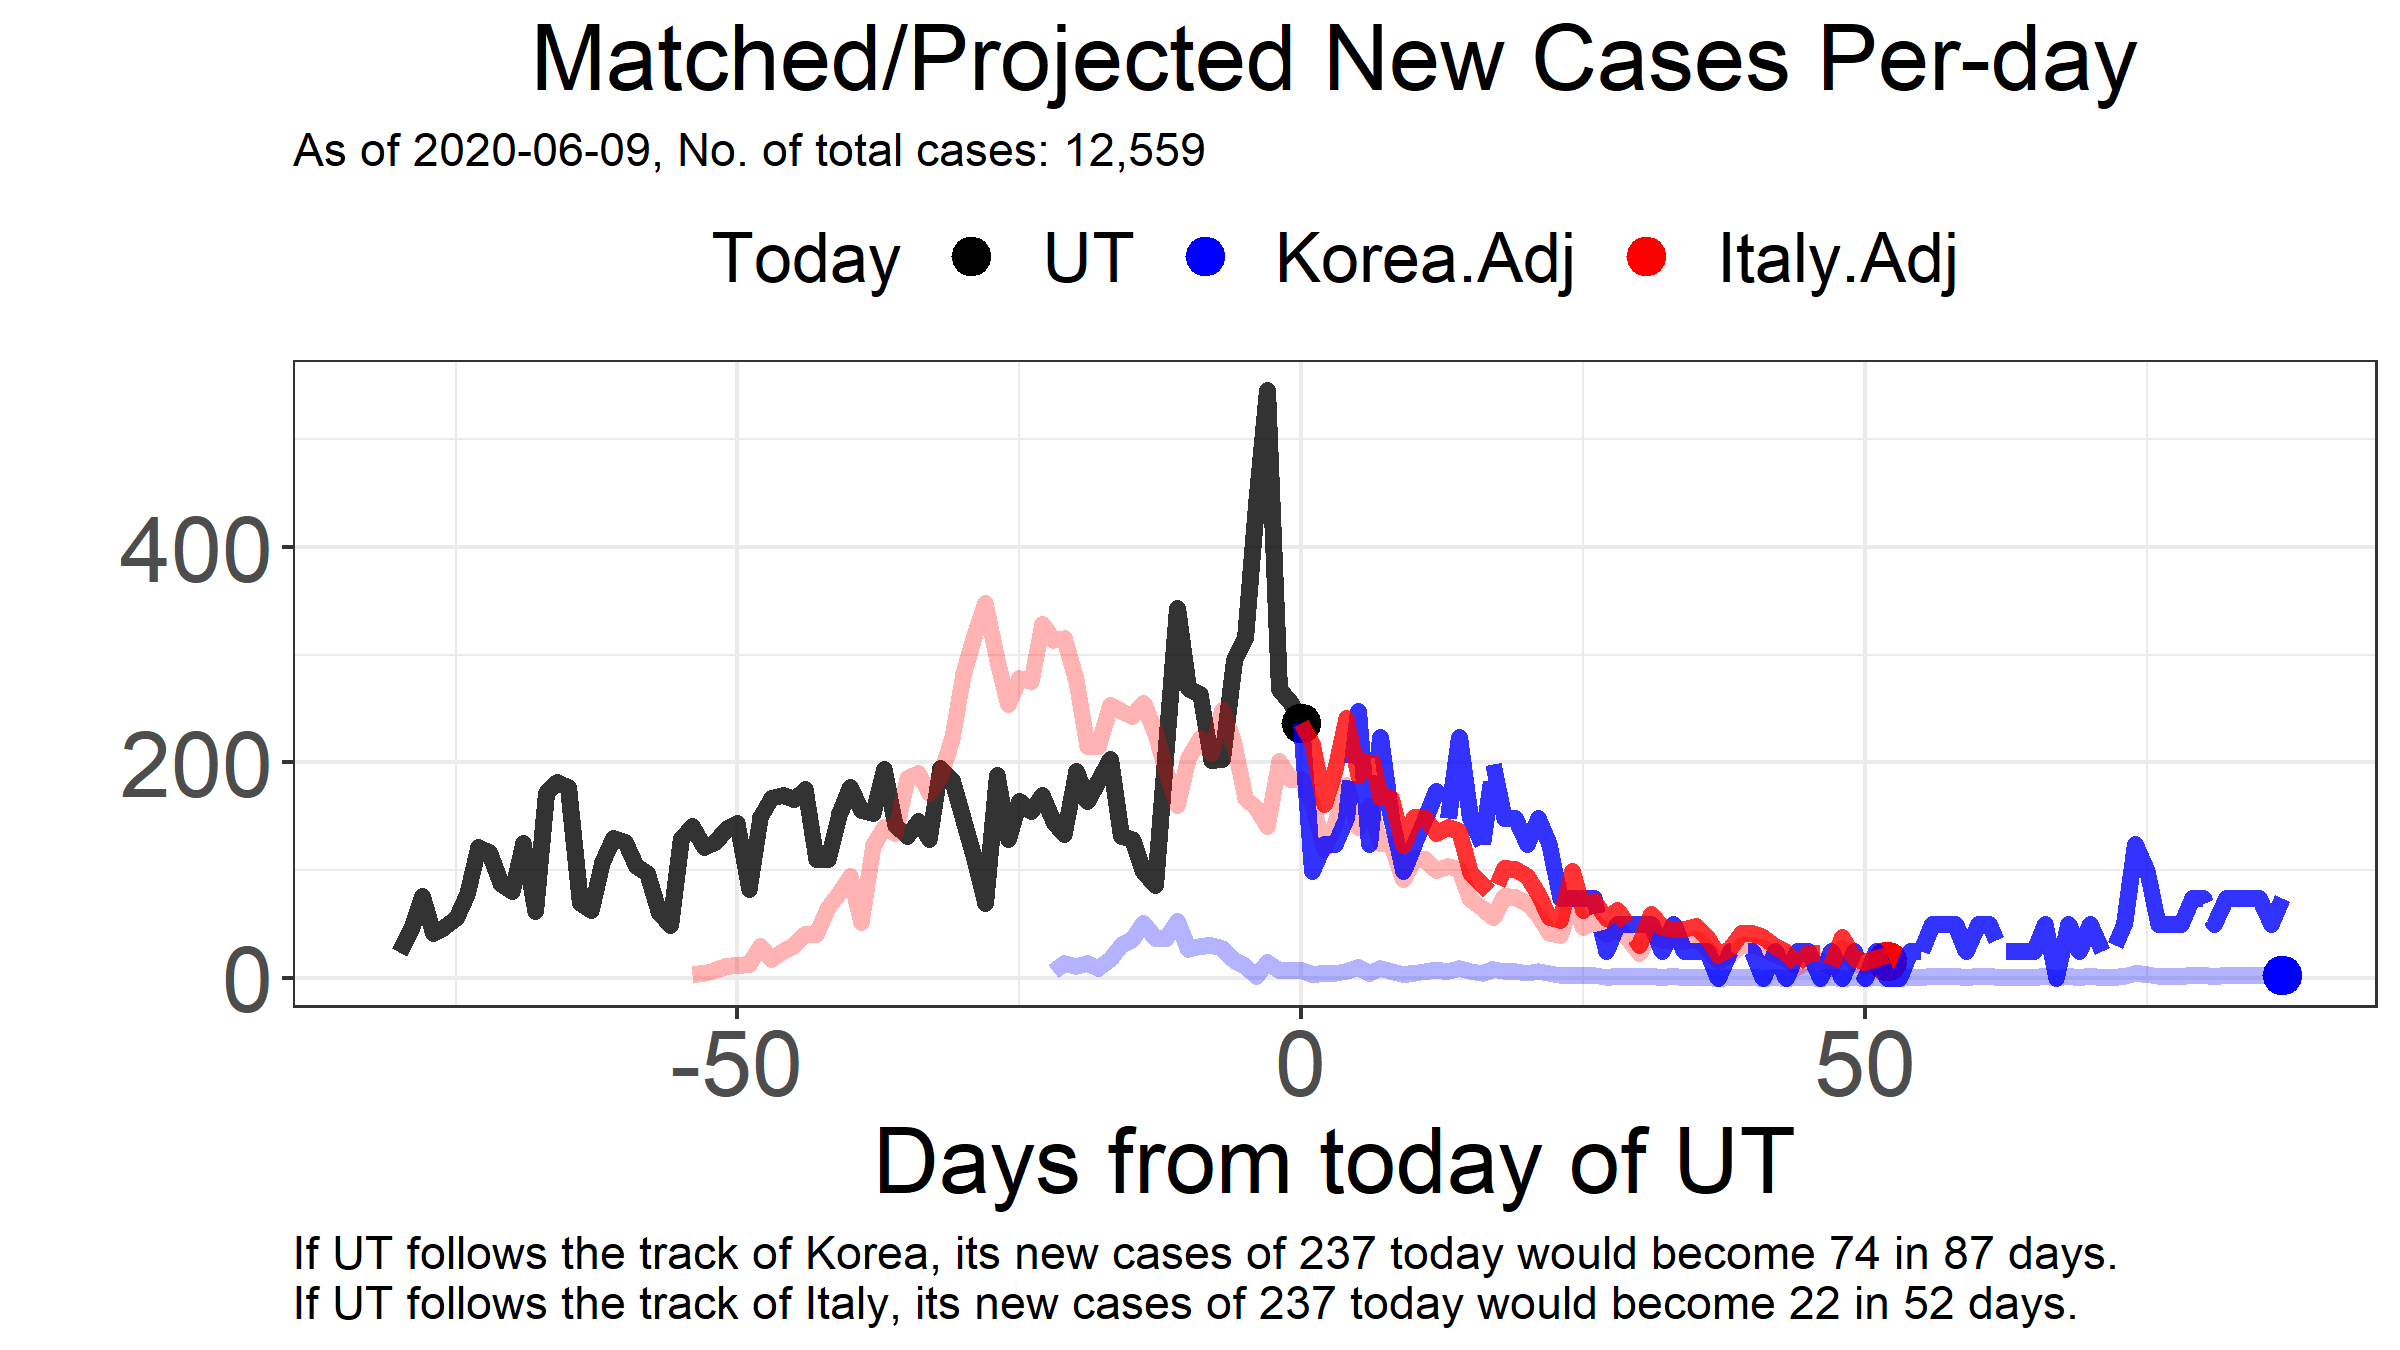 Matched/Projected New Cases Per-day
As of 2020-06-09, No. of total cases: 12,559
Today UT Korea.Adj Italy.Adj
400
200
0
-50 0 50
Days from today of UT
If UT follows the track of Korea, its new cases of 237 today would become 74 in 87 days.
If UT follows the track of Italy, its new cases of 237 today would become 22 in 52 days.